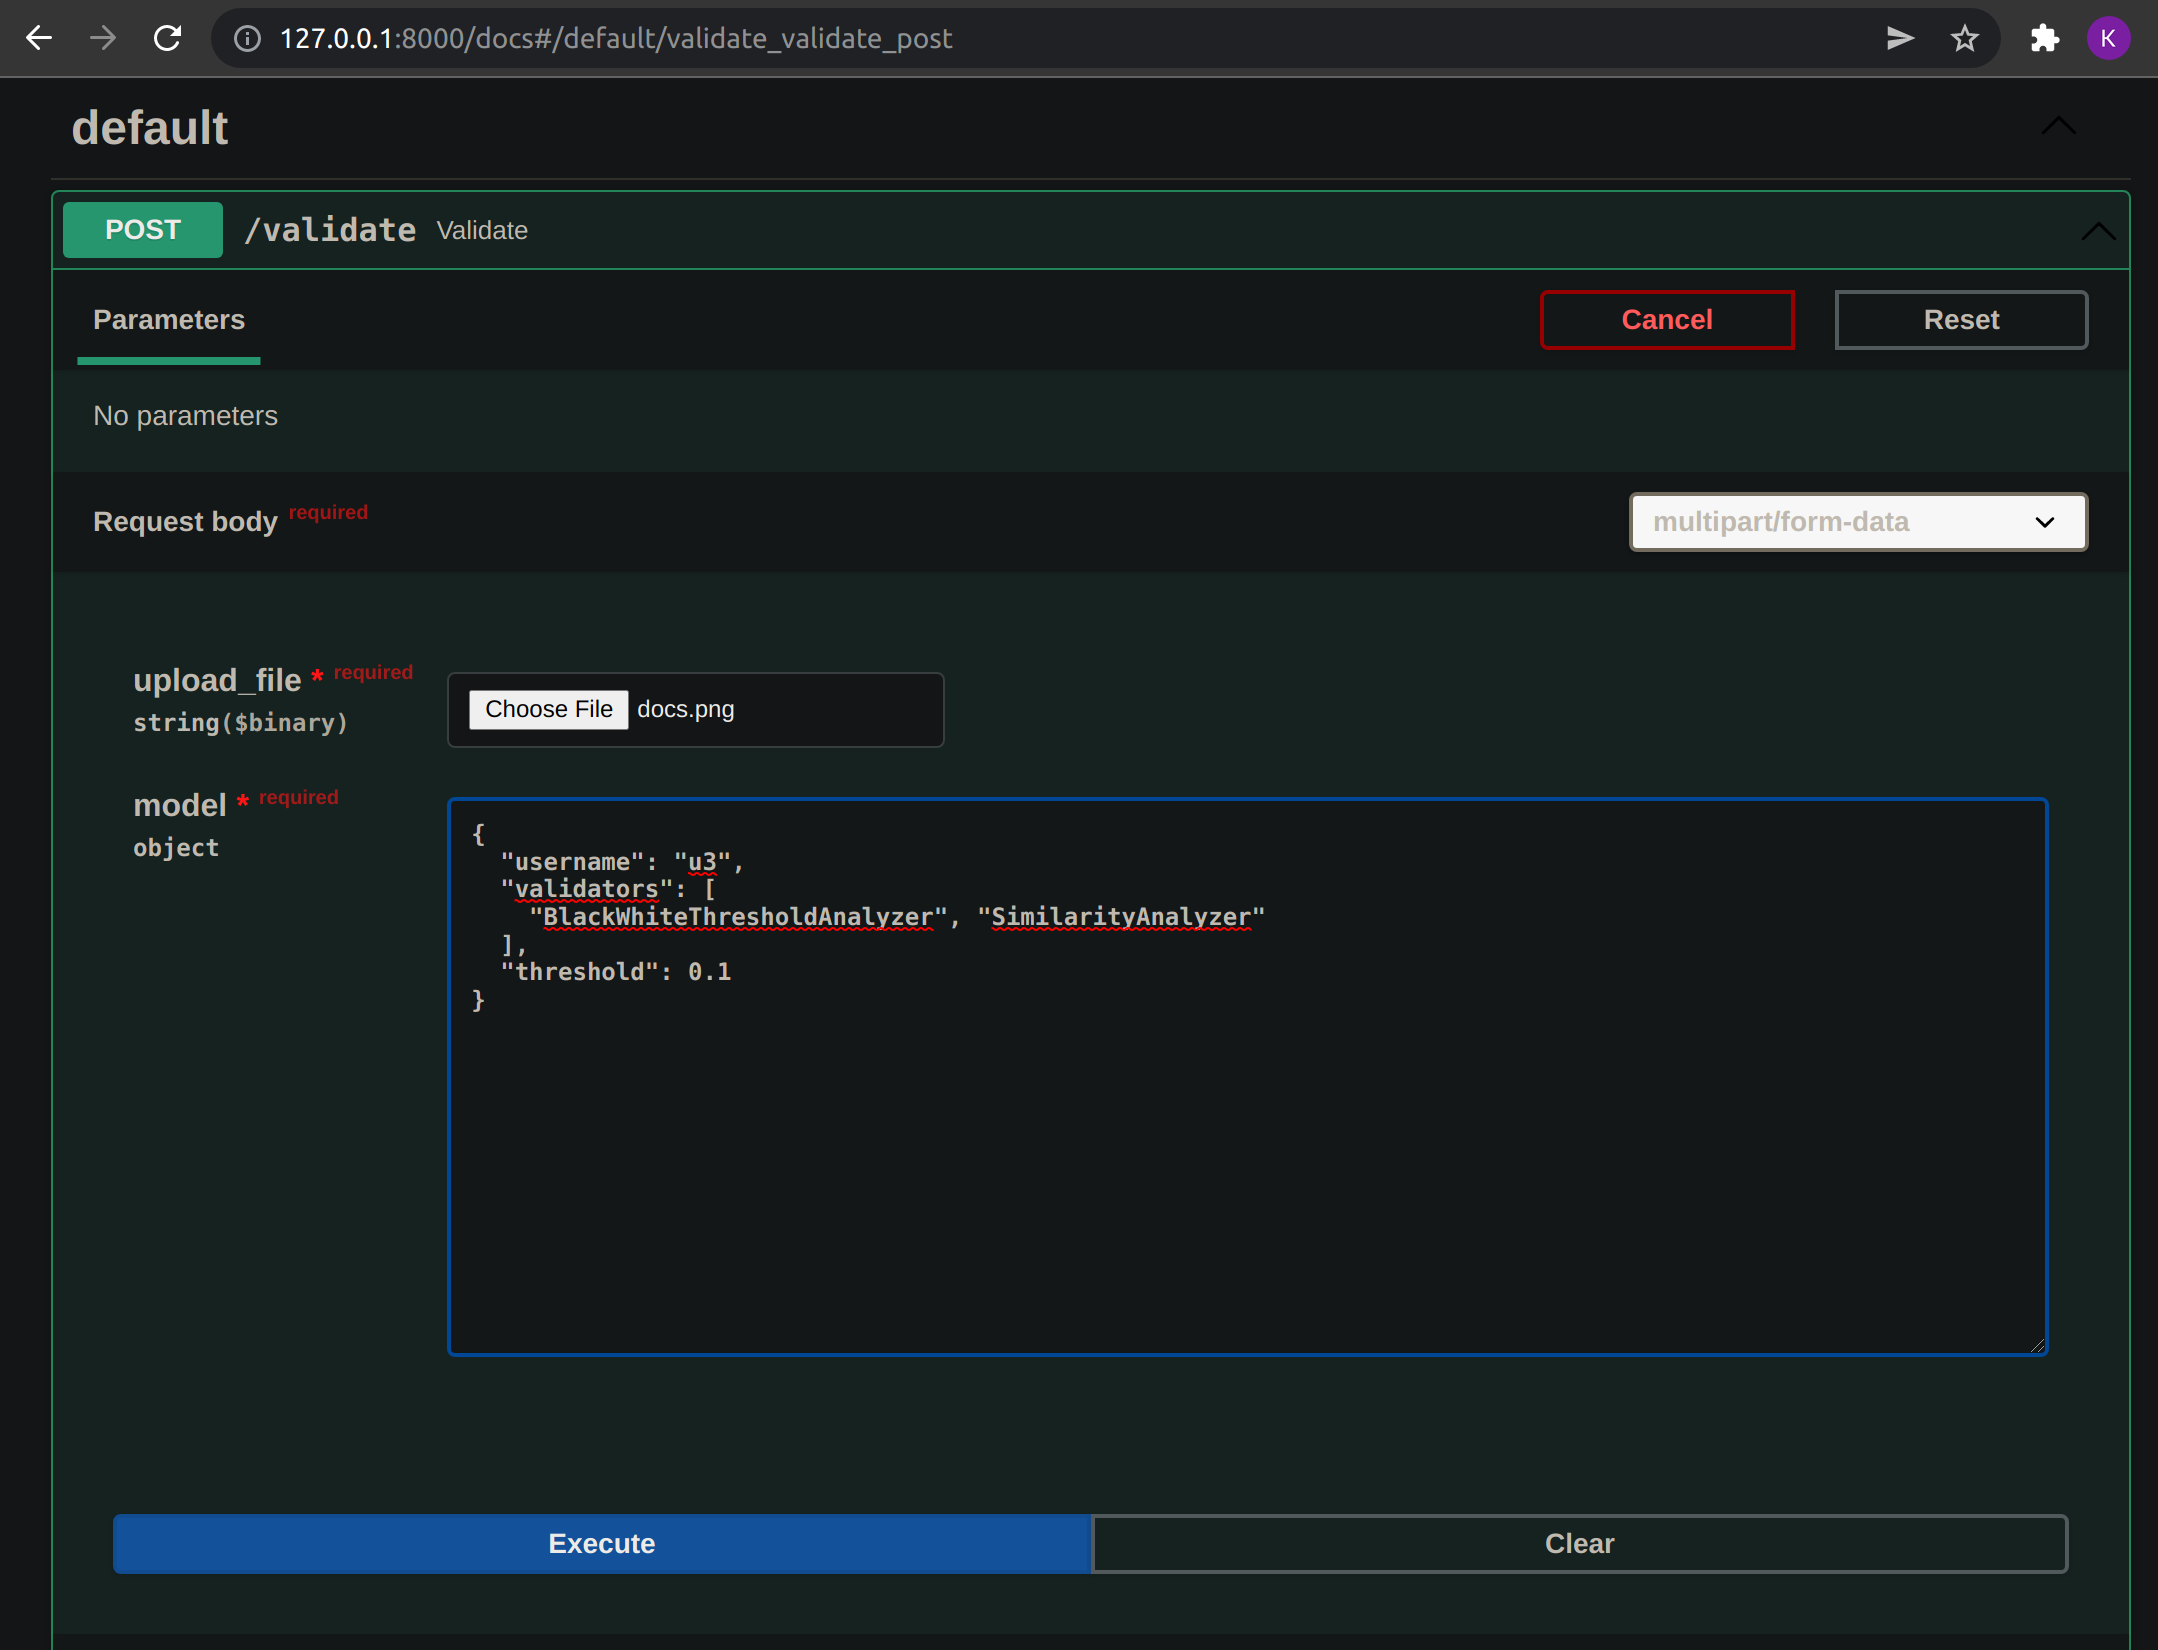 127.0.0.1:8000/docs#/default/validate_validate_post
K
default
POST /validate Validate
Parameters
Cancel
Reset
No parameters
Request body required
multipart/form-data
upload_file * required
string($binary)
Choose File docs.png
model * required
object
{
  "username": "u3",
  "validators": [
    "BlackWhiteThresholdAnalyzer", "SimilarityAnalyzer"
  ],
  "threshold": 0.1
}
Execute
Clear